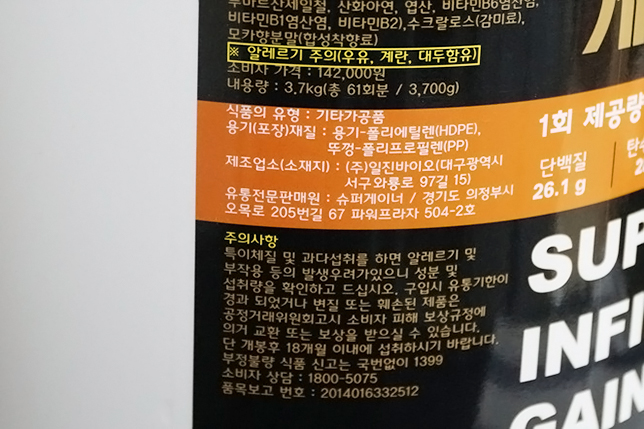 푸마르산제일철, 산화아연, 엽산, 비타민B6염산염,
비타민B1염산염, 비타민B2),수크랄로스(감미료),
모카향분말(합성착향료)
※ 알레르기 주의(우유, 계란, 대두함유)
소비자 가격 : 142,000원
내용량 : 3.7kg(총 61회분 / 3,700g)
식품의 유형 : 기타가공품
용기(포장)재질 : 용기-폴리에틸렌(HDPE),
뚜껑-폴리프로필렌(PP)
제조업소(소재지) : (주)일진바이오(대구광역시
서구와룡로 97길 15)
유통전문판매원 : 슈퍼게이너 / 경기도 의정부시
오목로 205번길 67 파워프라자 504-2호
1회 제공량
단백질
26.1 g
주의사항
특이체질 및 과다섭취를 하면 알레르기 및
부작용 등의 발생우려가있으니 성분 및
섭취량을 확인하고 드십시오. 구입시 유통기한이
경과 되었거나 변질 또는 훼손된 제품은
공정거래위원회고시 소비자 피해 보상규정에
의거 교환 또는 보상을 받으실 수 있습니다.
단 개봉후 18개월 이내에 섭취하시기 바랍니다.
부정불량 식품 신고는 국번없이 1399
소비자 상담 : 1800-5075
품목보고 번호 : 2014016332512
SUP
INFI
GAIN